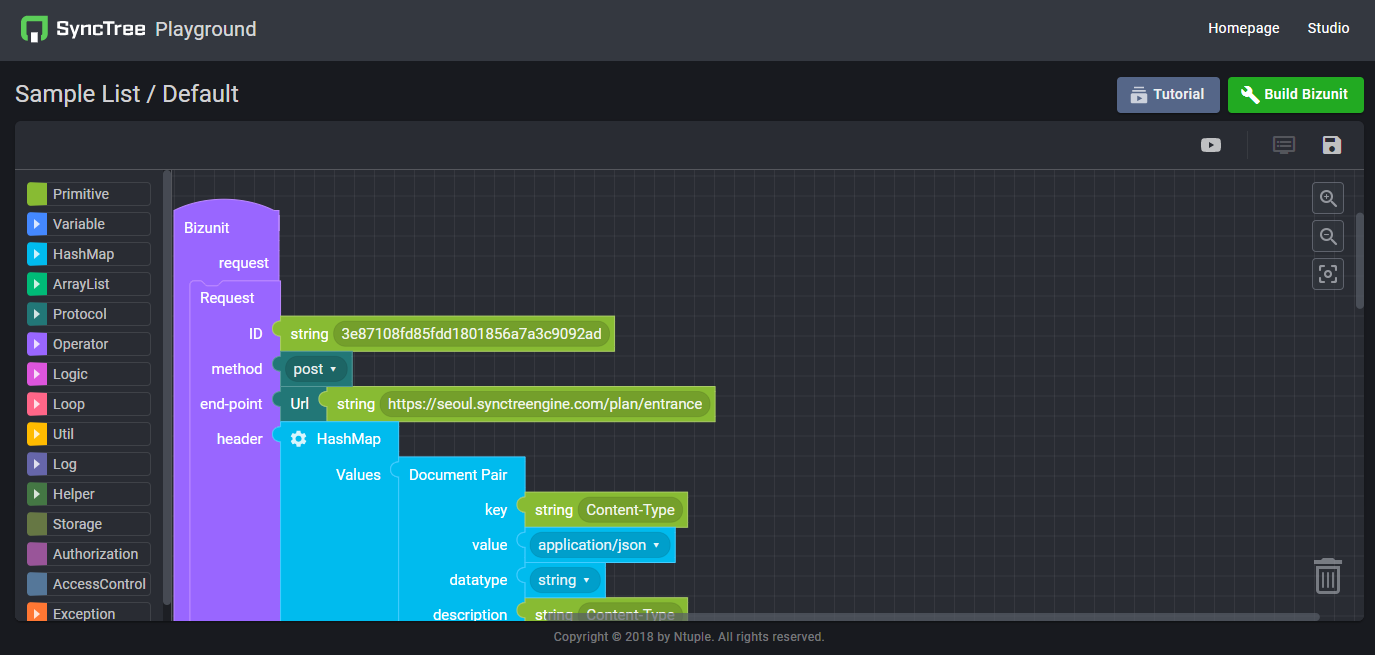 SyncTree Playground
Homepage
Studio
Sample List / Default
Tutorial
Build Bizunit
Primitive
Variable
HashMap
ArrayList
Protocol
Operator
Logic
Loop
Util
Log
Helper
Storage
Authorization
AccessControl
Exception
Bizunit
request
Request
ID string 3e87108fd85fdd1801856a7a3c9092ad
method post
end-point Url string https://seoul.synctreengine.com/plan/entrance
header HashMap
Values Document Pair
key string Content-Type
value application/json
datatype string
description string Content-Type
Copyright © 2018 by Ntuple. All rights reserved.